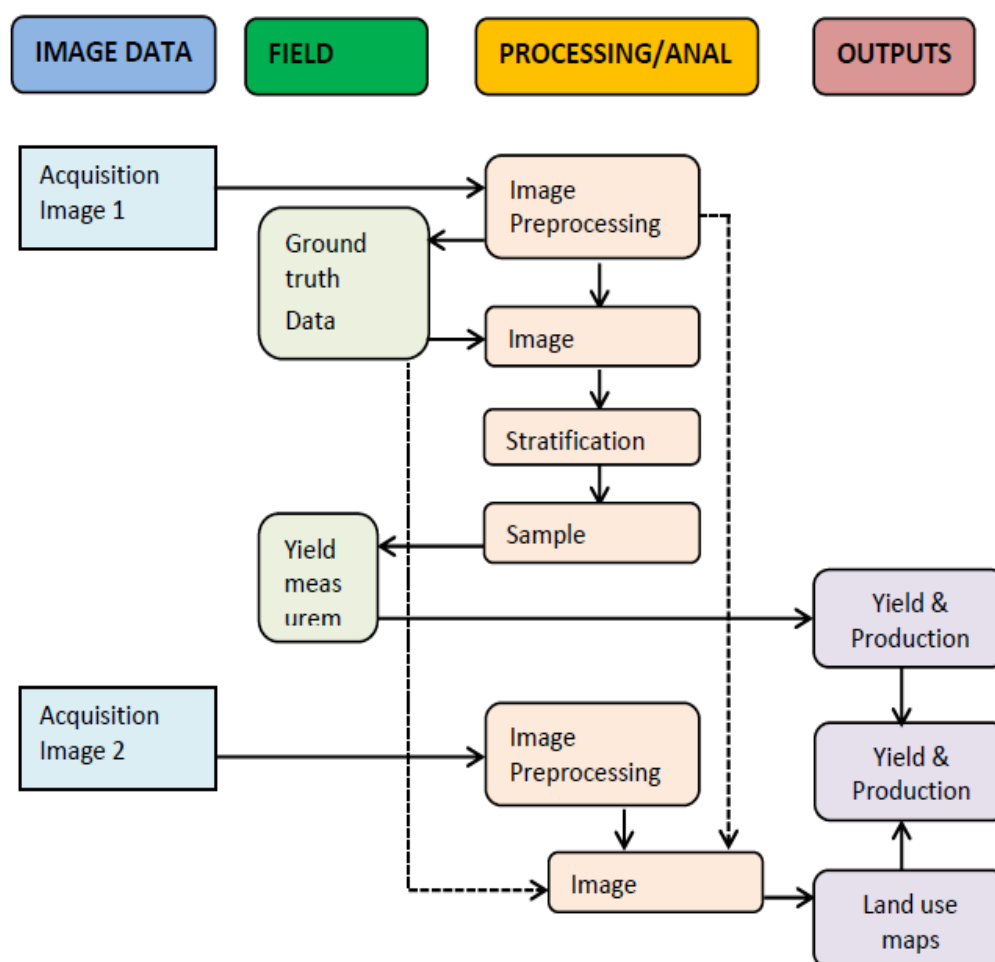 IMAGE DATA
FIELD
PROCESSING/ANAL
OUTPUTS
Acquisition
Image 1
Image
Preprocessing
Ground
truth
Data
Image
Stratification
Sample
Yield
meas
urem
Yield &
Production
Acquisition
Image 2
Image
Preprocessing
Yield &
Production
Image
Land use
maps